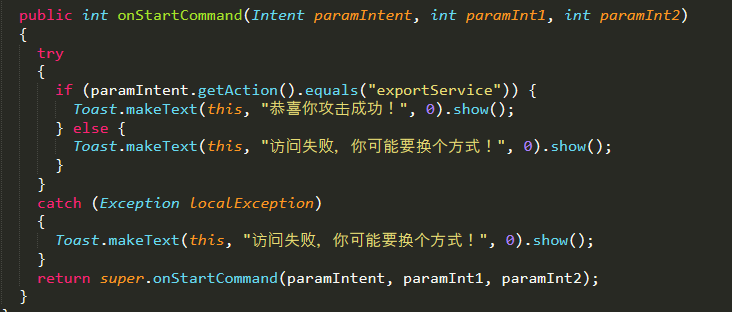 public int onStartCommand(Intent paramIntent, int paramInt1, int paramInt2)
{
try
{
if (paramIntent.getAction().equals("exportService")) {
Toast.makeText(this, "恭喜你攻击成功！", 0).show();
} else {
Toast.makeText(this, "访问失败，你可能要换个方式！", 0).show();
}
}
catch (Exception localException)
{
Toast.makeText(this, "访问失败，你可能要换个方式！", 0).show();
}
return super.onStartCommand(paramIntent, paramInt1, paramInt2);
}